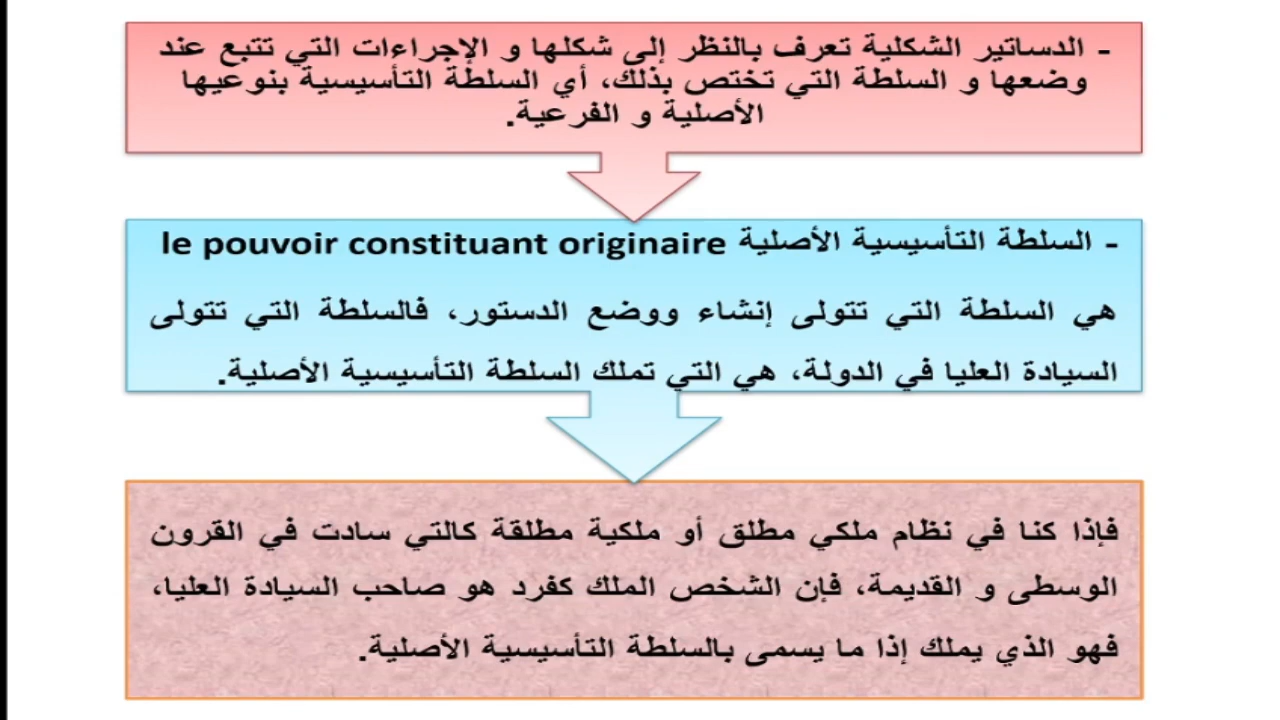 - الدساتير الشكلية تعرف بالنظر إلى شكلها و الإجراءات التي تتبع عند
وضعها و السلطة التي تختص بذلك، أي السلطة التأسيسية بنوعيها
الأصلية و الفرعية.
- السلطة التأسيسية الأصلية le pouvoir constituant originaire
هي السلطة التي تتولى إنشاء ووضع الدستور، فالسلطة التي تتولى
السيادة العليا في الدولة، هي التي تملك السلطة التأسيسية الأصلية.
فإذا كنا في نظام ملكي مطلق أو ملكية مطلقة كالتي سادت في القرون
الوسطى و القديمة، فإن الشخص الملك كفرد هو صاحب السيادة العليا،
فهو الذي يملك إذا ما يسمى بالسلطة التأسيسية الأصلية.